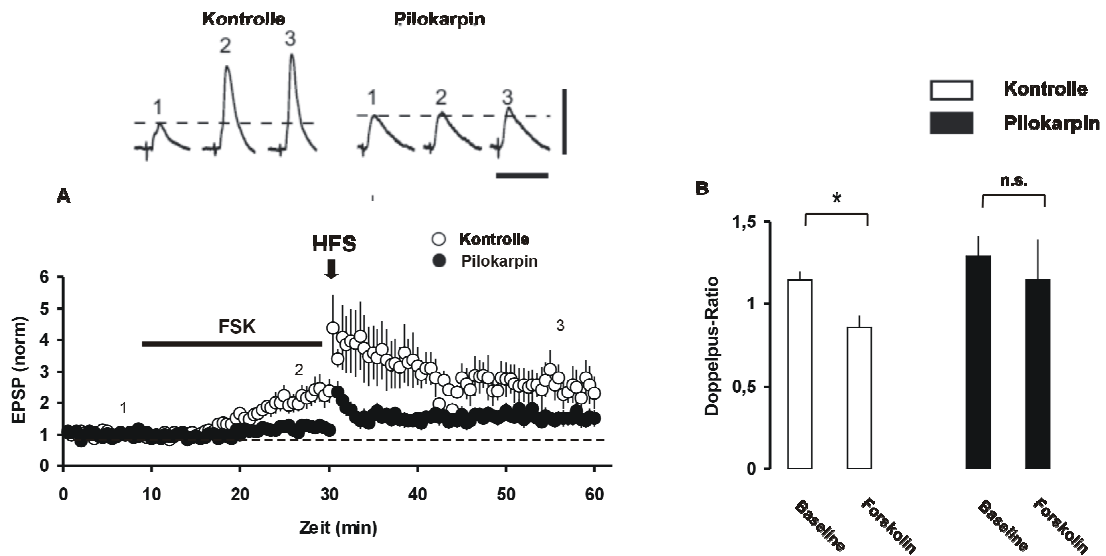 Kontrolle Pilokarpin
1 2 3 1 2 3
Kontrolle
Pilokarpin
A
HFS
Kontrolle
Pilokarpin
FSK
1 2 3
EPSP (norm)
6
5
4
3
2
1
0
0 10 20 30 40 50 60
Zeit (min)
B
* n.s.
Doppelpus-Ratio
1,5
1
0,5
0
Baseline Forskolin Baseline Forskolin